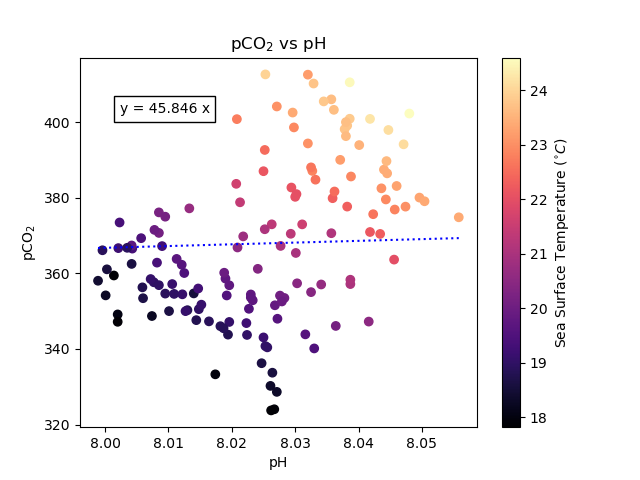 pCO₂ vs pH
y = 45.846 x
400
380
360
340
320
pCO₂
8.00 8.01 8.02 8.03 8.04 8.05
pH
24
23
22
21
20
19
18
Sea Surface Temperature (°C)